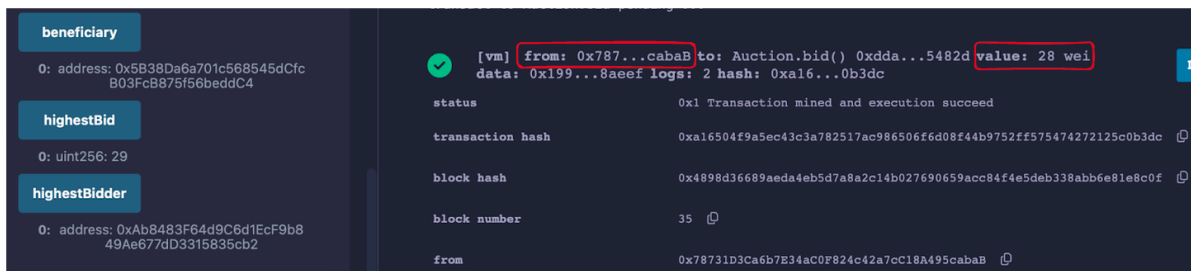 beneficiary
0: address: 0x5B38Da6a701c568545dCfc
B03FcB875f56beddC4
highestBid
0: uint256: 29
highestBidder
0: address: 0xAb8483F64d9C6d1EcF9b8
49Ae677dD3315835cb2
[vm] from: 0x787...cabaB to: Auction.bid() 0xdda...5482d value: 28 wei
data: 0x199...8aeef logs: 2 hash: 0xa16...0b3dc
status 0x1 Transaction mined and execution succeed
transaction hash 0xa16504f9a5ec43c3a782517ac986506f6d08f44b9752ff575474272125c0b3dc
block hash 0x4898d36689aeda4eb5d7a8a2c14b027690659acc84f4e5deb338abb6e81e8c0f
block number 35
from 0x78731D3Ca6b7E34aC0F824c42a7cC18A495cabaB